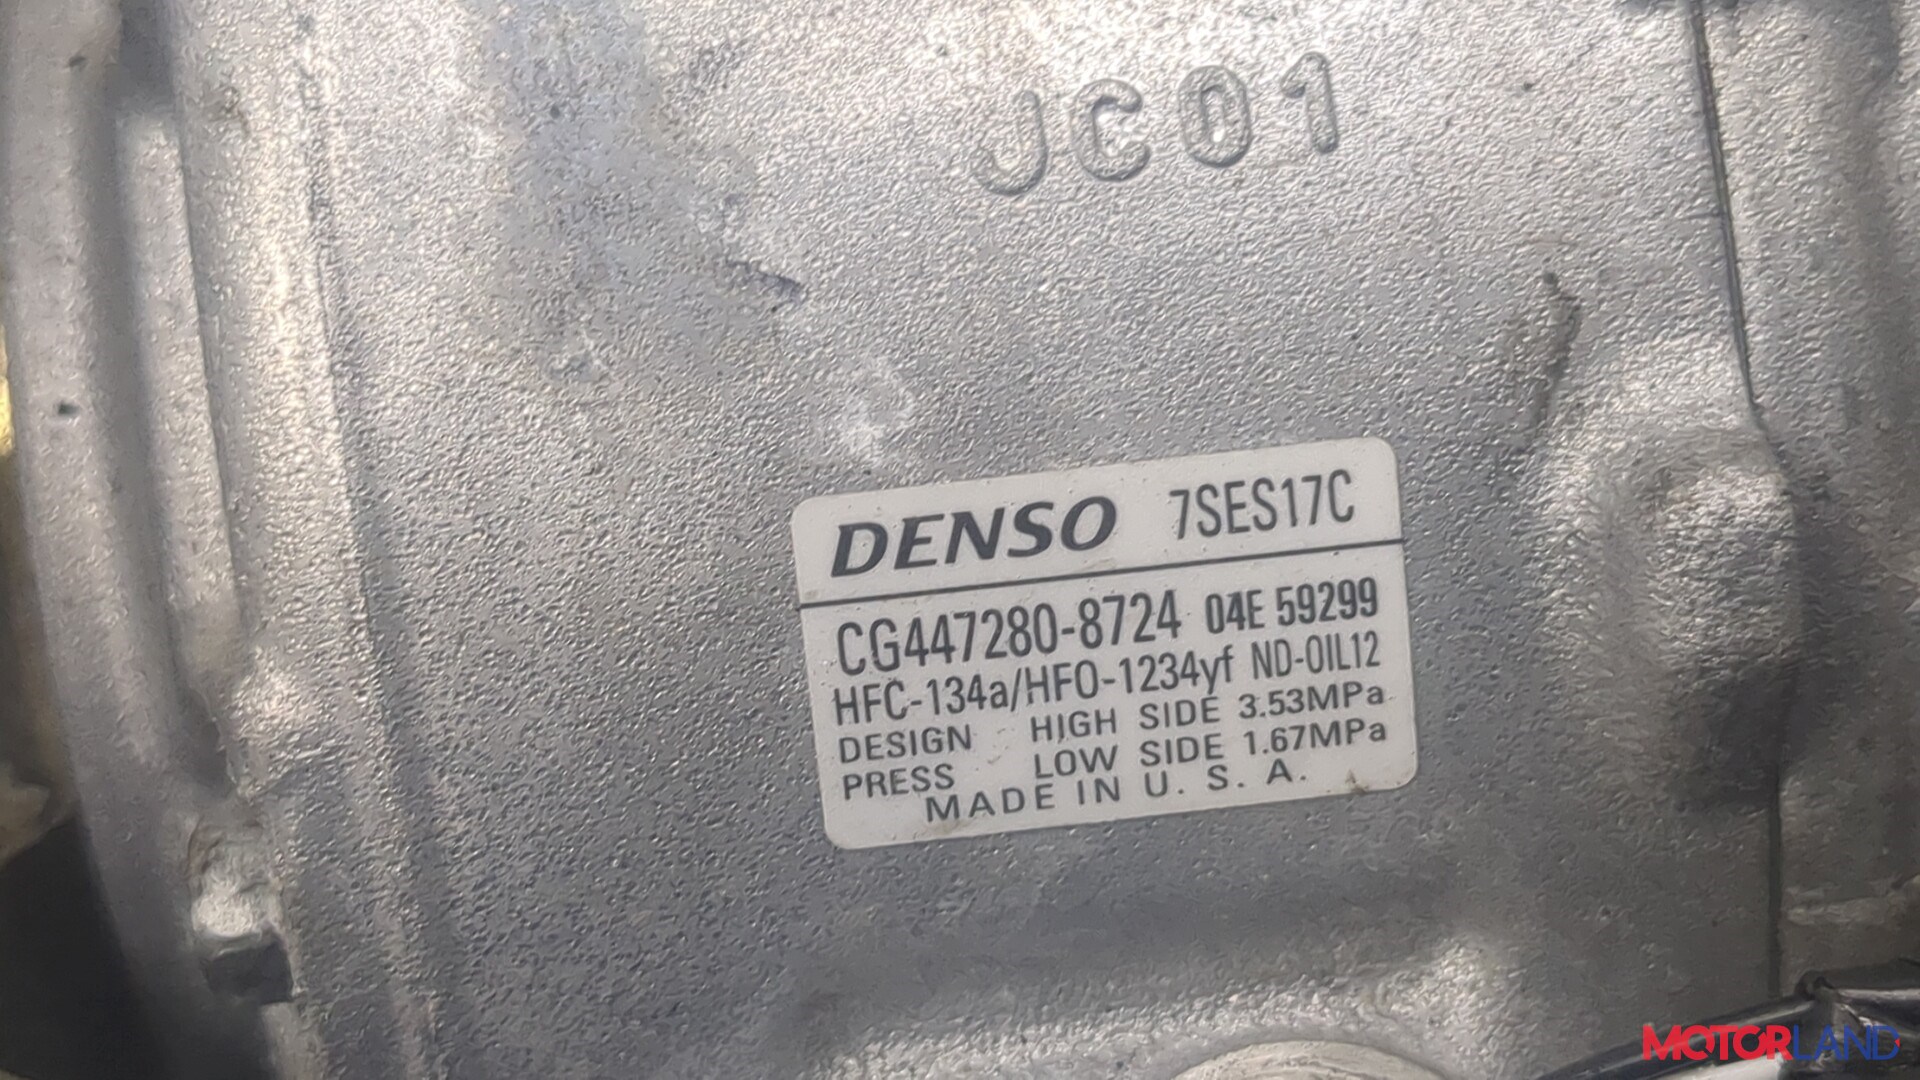 JC01
DENSO 7SES17C
CG447280-8724 04E 59299
HFC-134a/HFO-1234yf ND-OIL12
DESIGN HIGH SIDE 3.53MPa
PRESS LOW SIDE 1.67MPa
MADE IN U. S. A.
MOTORLAND